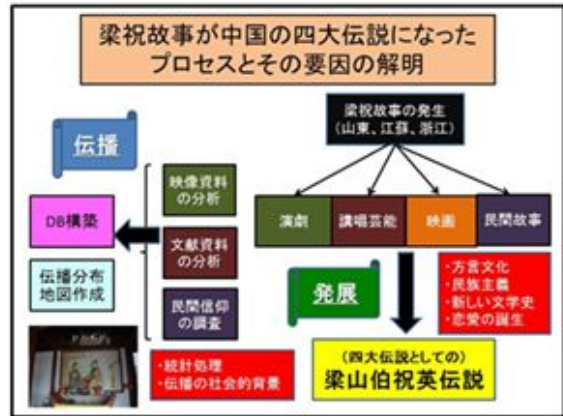 梁祝故事が中国の四大伝説になった
プロセスとその要因の解明
伝播
映像資料
の分析
DB構築
文献資料
の分析
伝播分布
地図作成
民間信仰
の調査
・統計処理
・伝播の社会的背景
梁祝故事の発生
(山東、江蘇、浙江)
演劇
講唱芸能
映画
民間故事
発展
・方言文化
・民族主義
・新しい文学史
・恋愛の誕生
(四大伝説としての)
梁山伯祝英伝説